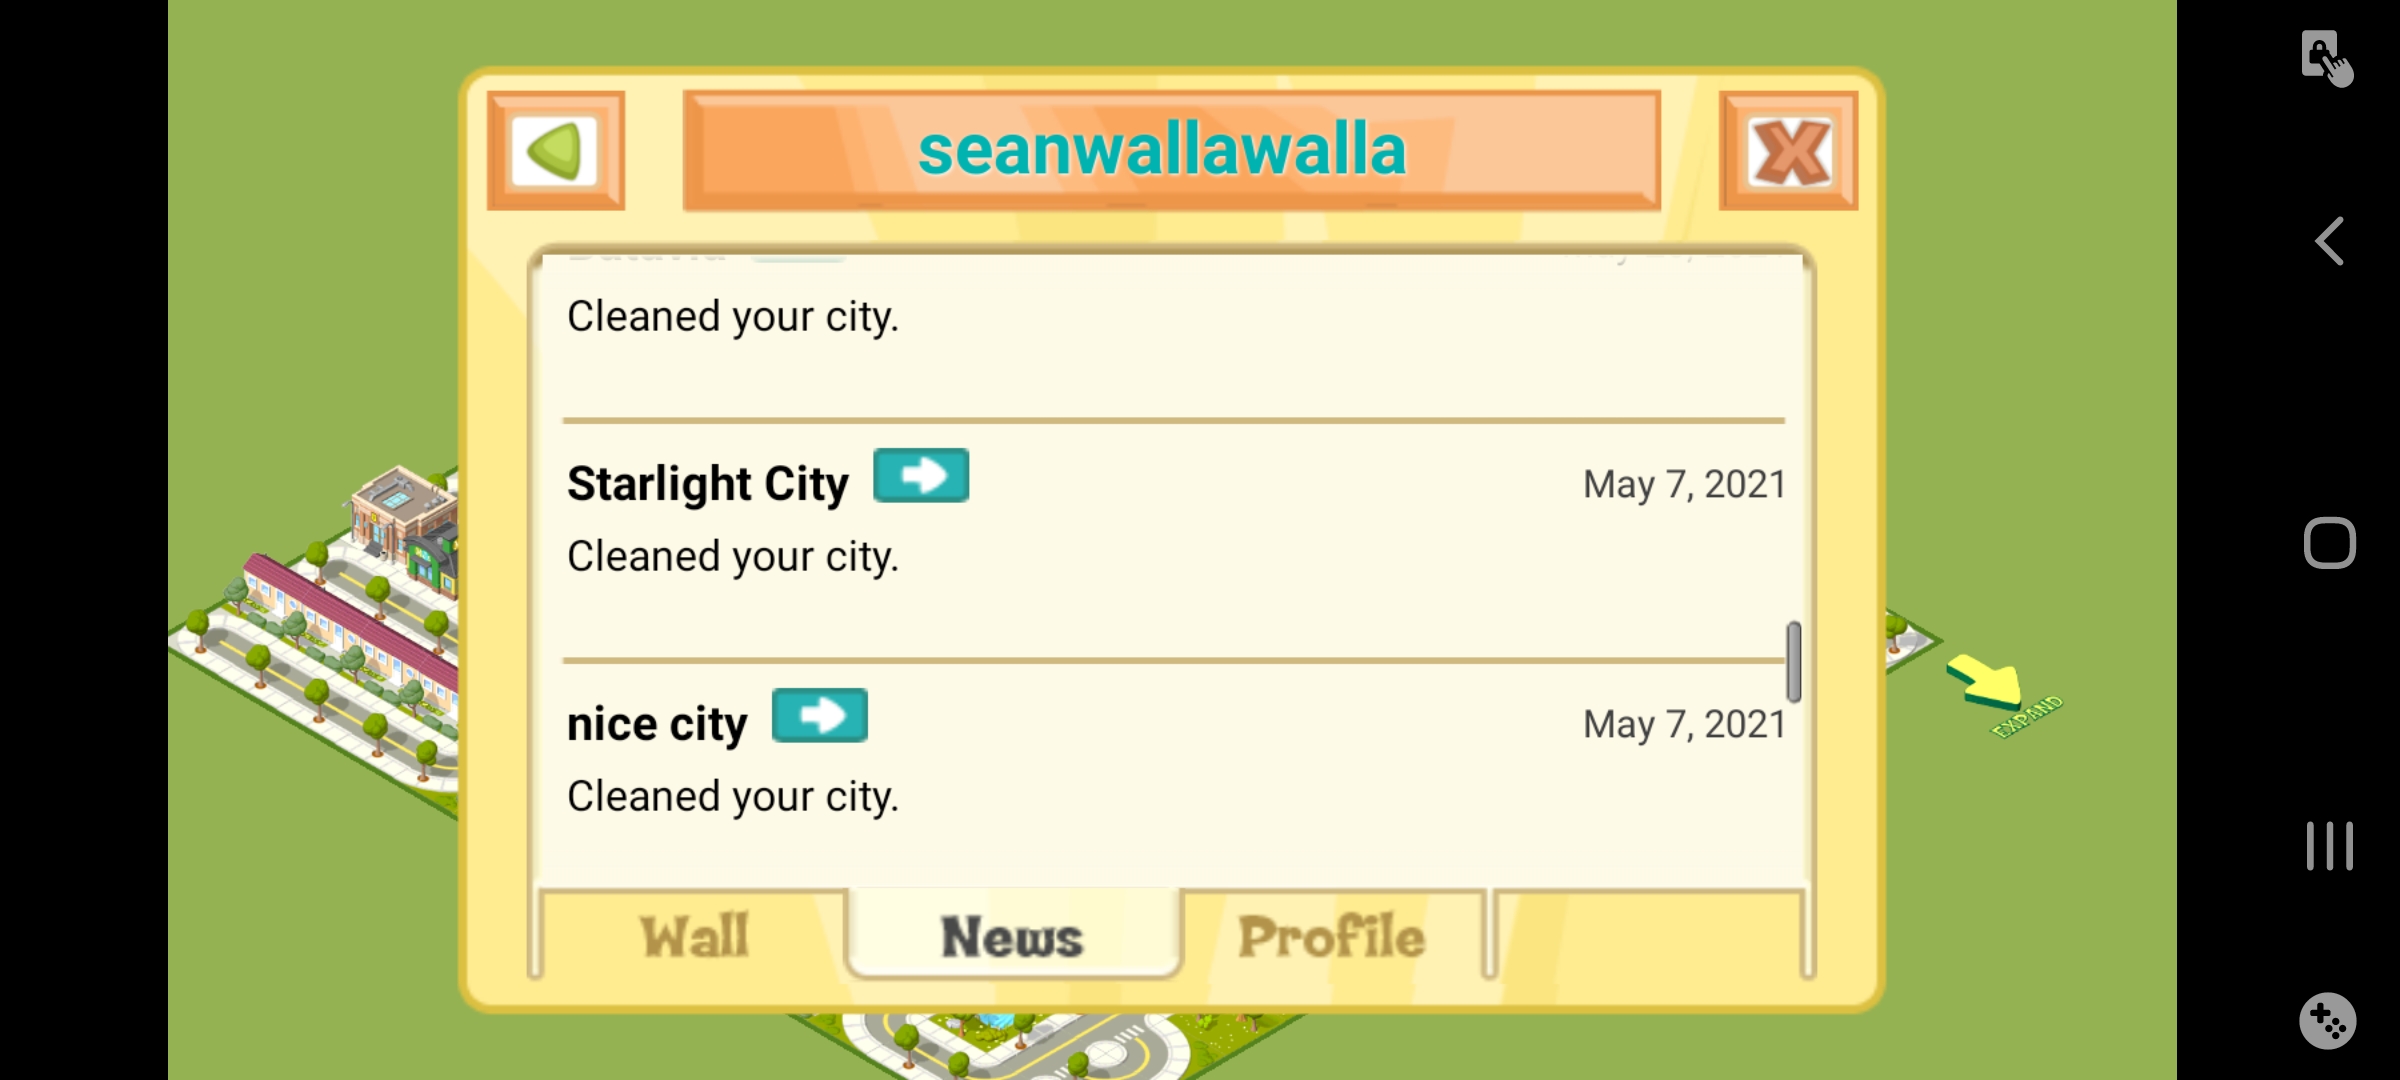 seanwallawalla
Cleaned your city.
Starlight City
May 7, 2021
Cleaned your city.
nice city
May 7, 2021
Cleaned your city.
Wall
News
Profile
EXPAND